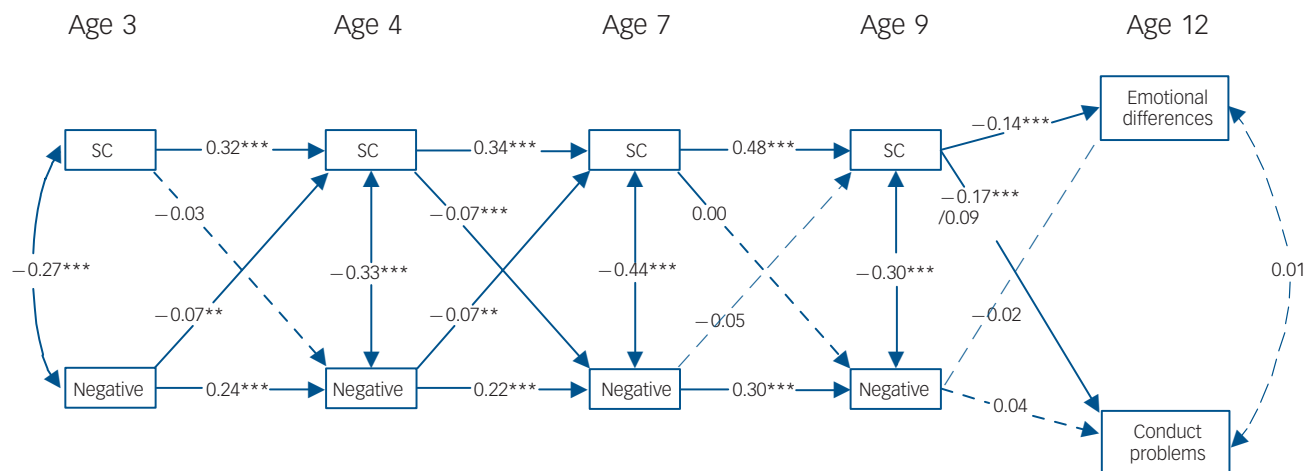 Age 3
Age 4
Age 7
Age 9
Age 12
Emotional
differences
−0.14***
SC
0.32***
SC
0.34***
SC
0.48***
SC
−0.03
−0.07***
0.00
−0.17***
/0.09
−0.27***
−0.33***
−0.44***
−0.30***
0.01
−0.07**
−0.07**
−0.05
−0.02
Negative
0.24***
Negative
0.22***
Negative
0.30***
Negative
0.04
Conduct
problems